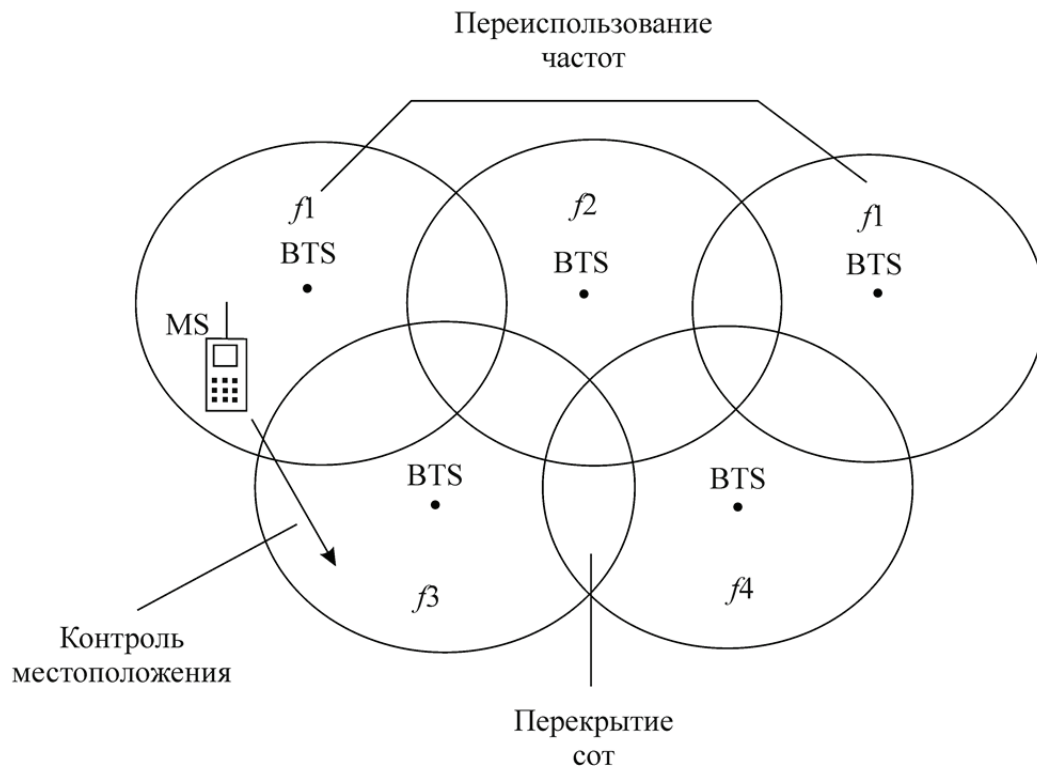 Переиспользование
частот
f1
f2
f1
BTS
BTS
BTS
MS
BTS
BTS
f3
f4
Контроль
местоположения
Перекрытие
сот